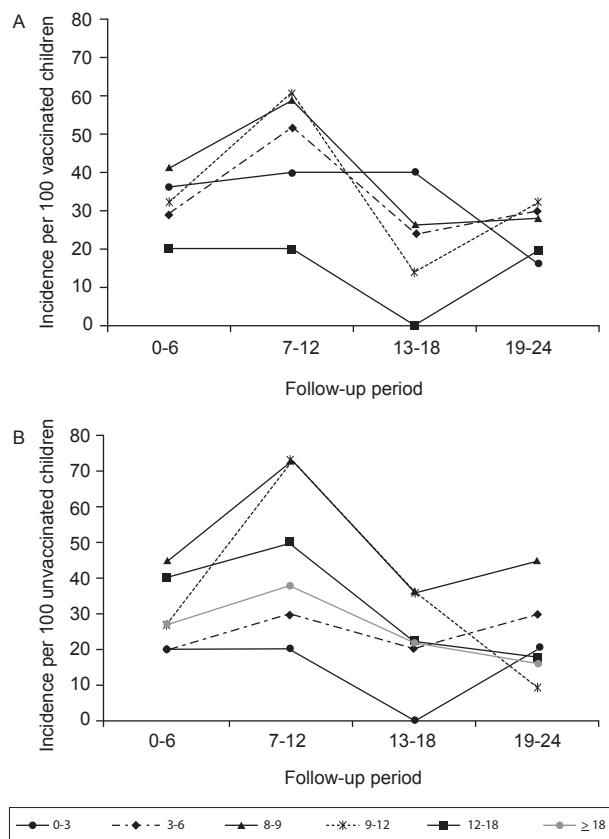 A
Incidence per 100 vaccinated children
80
70
60
50
40
30
20
10
0
0-6 7-12 13-18 19-24
Follow-up period
B
Incidence per 100 unvaccinated children
80
70
60
50
40
30
20
10
0
0-6 7-12 13-18 19-24
Follow-up period
0-3 3-6 8-9 9-12 12-18 ≥ 18